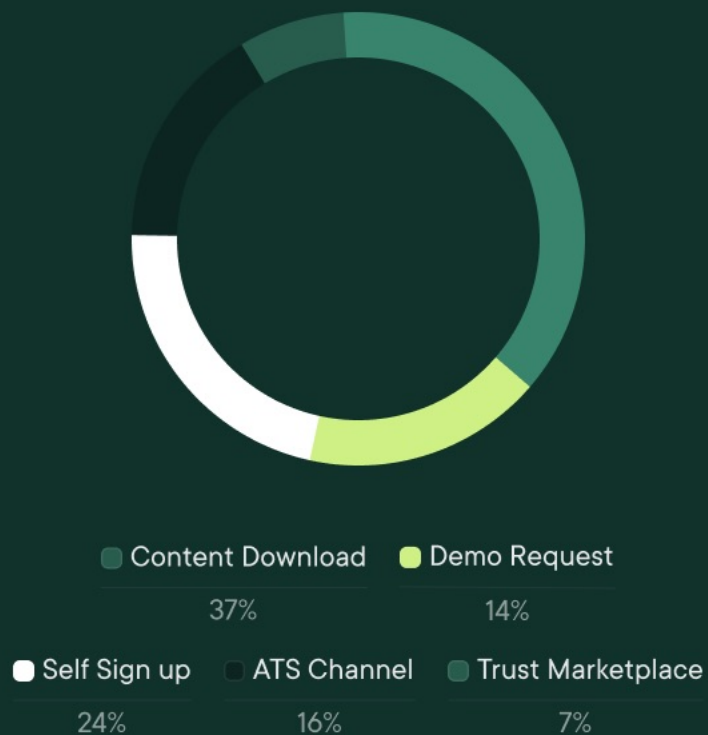 Content Download Demo Request
37% 14%
Self Sign up ATS Channel Trust Marketplace
24% 16% 7%